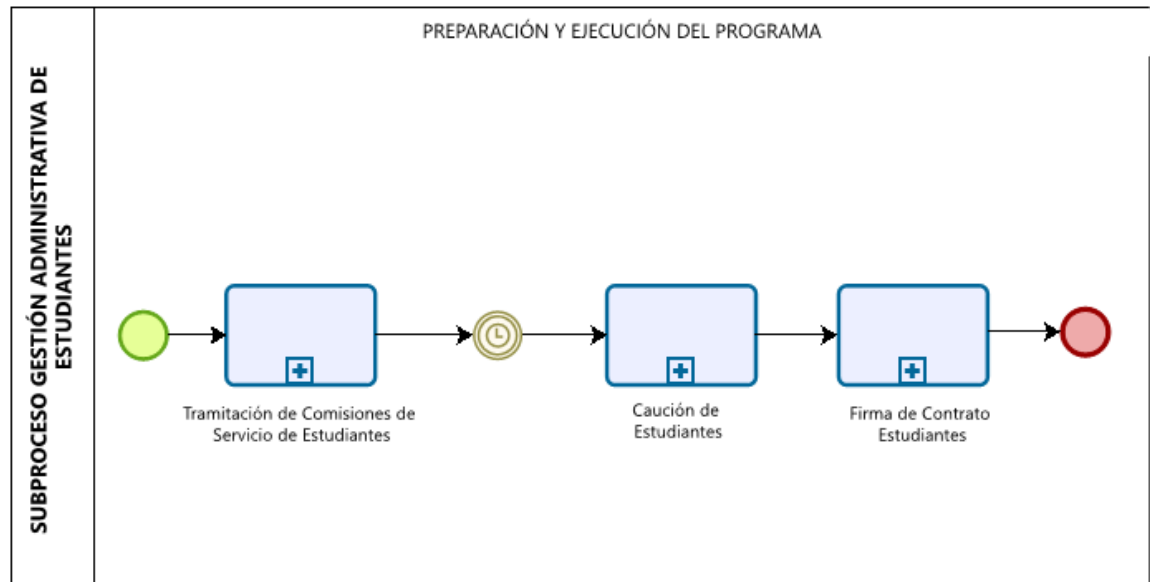 PREPARACIÓN Y EJECUCIÓN DEL PROGRAMA
SUBPROCESO GESTIÓN ADMINISTRATIVA DE
ESTUDIANTES
Tramitación de Comisiones de
Servicio de Estudiantes
Caución de
Estudiantes
Firma de Contrato
Estudiantes